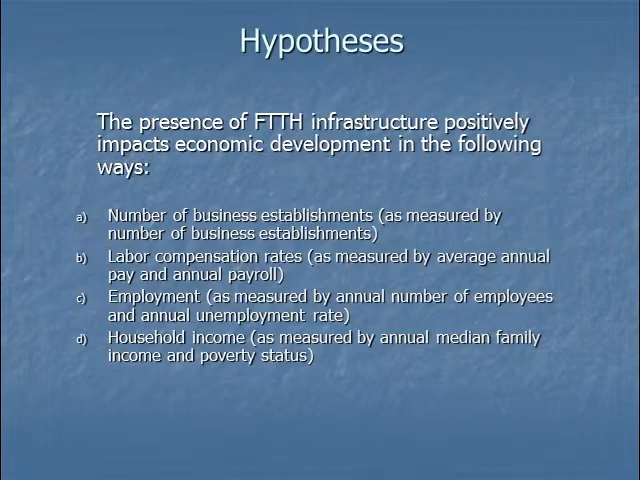 Hypotheses
The presence of FTTH infrastructure positively
impacts economic development in the following
ways:
a) Number of business establishments (as measured by
number of business establishments)
b) Labor compensation rates (as measured by average annual
pay and annual payroll)
c) Employment (as measured by annual number of employees
and annual unemployment rate)
d) Household income (as measured by annual median family
income and poverty status)